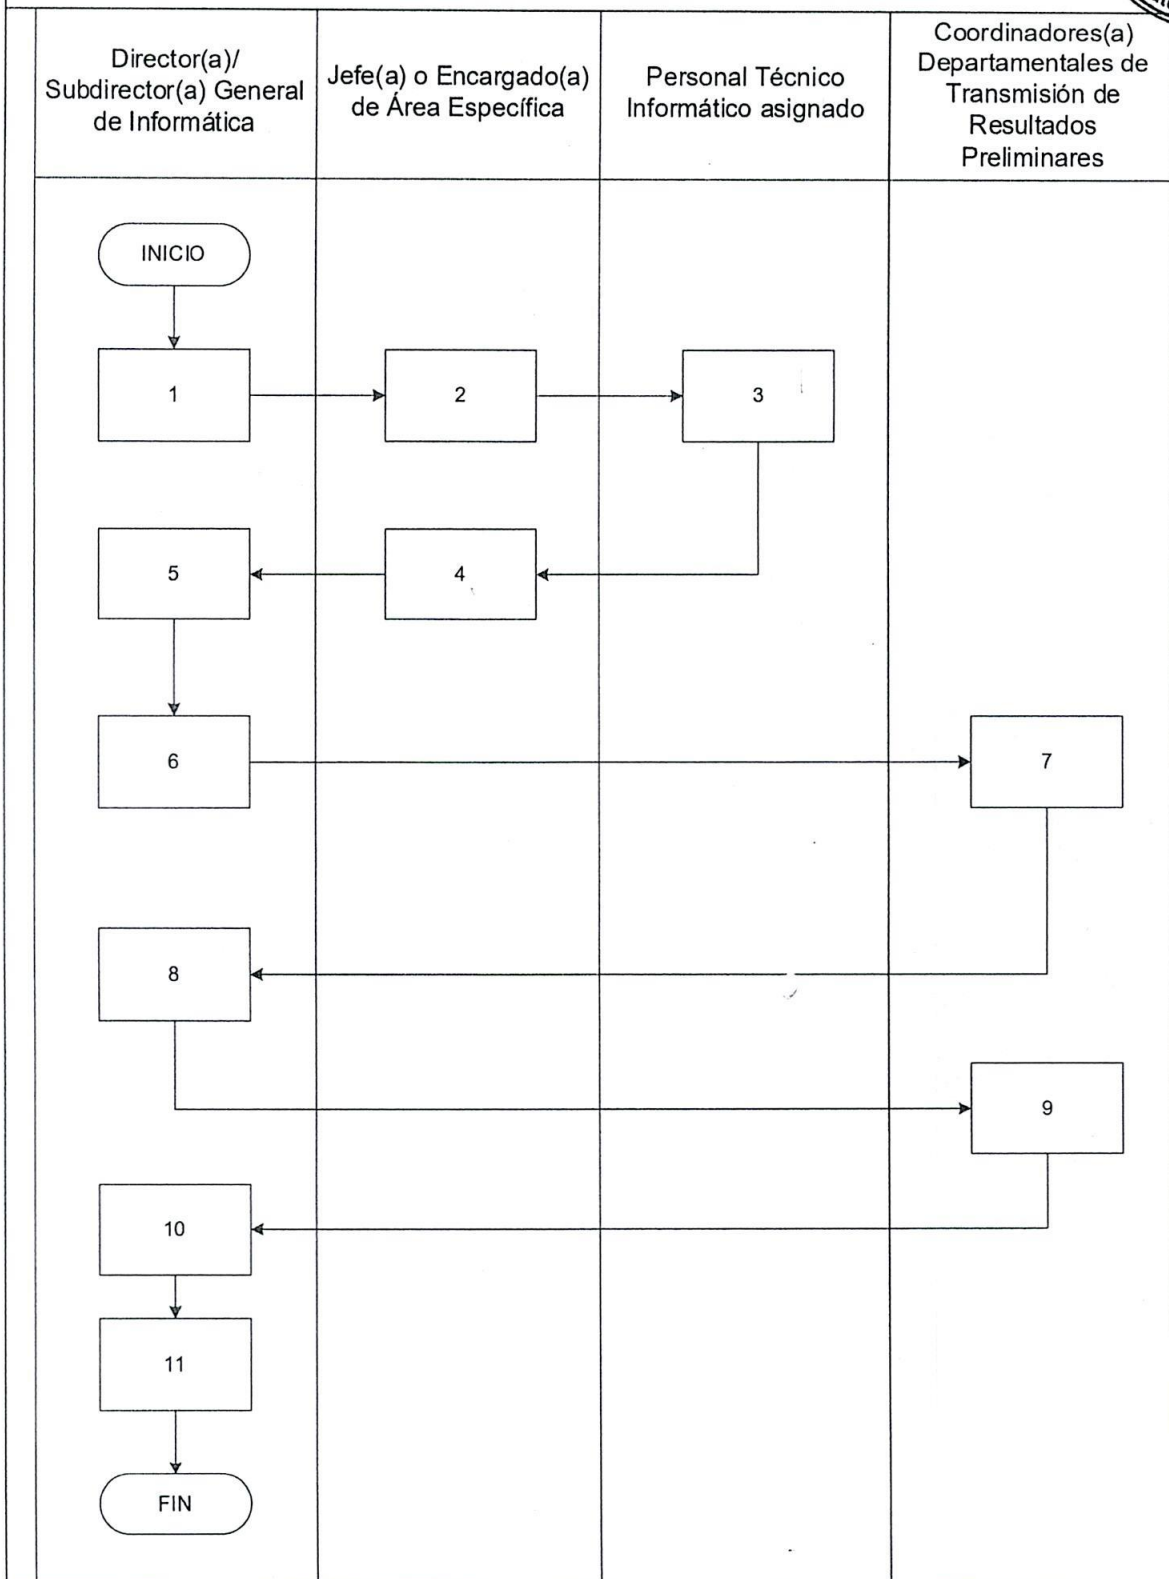 Director(a)/
Subdirector(a) General
de Informática
Jefe(a) o Encargado(a)
de Área Específica
Personal Técnico
Informático asignado
Coordinadores(a)
Departamentales de
Transmisión de
Resultados
Preliminares
INICIO
1
2
3
5
4
6
7
8
9
10
11
FIN